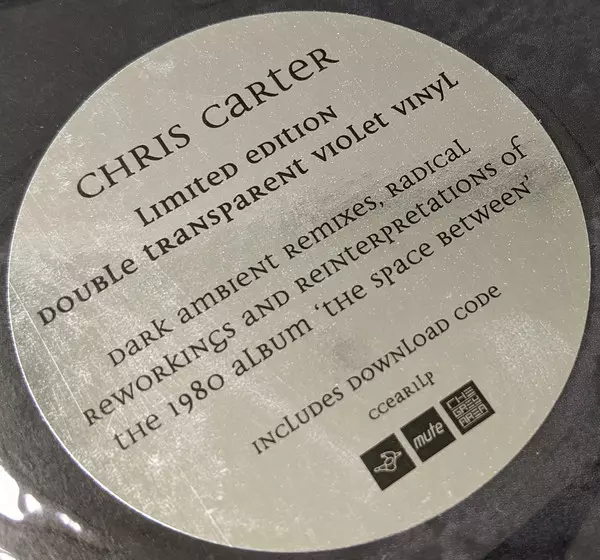 CHRIS CARTER
LIMITED EDITION
DOUBLE TRANSPARENT VIOLET VINYL
DARK AMBIENT REMIXES, RADICAL
REWORKINGS AND REINTERPRETATIONS OF
THE 1980 ALBUM ‘THE SPACE BETWEEN’
INCLUDES DOWNLOAD CODE
CCEAR1LP
mute
THE
GREY
AREA